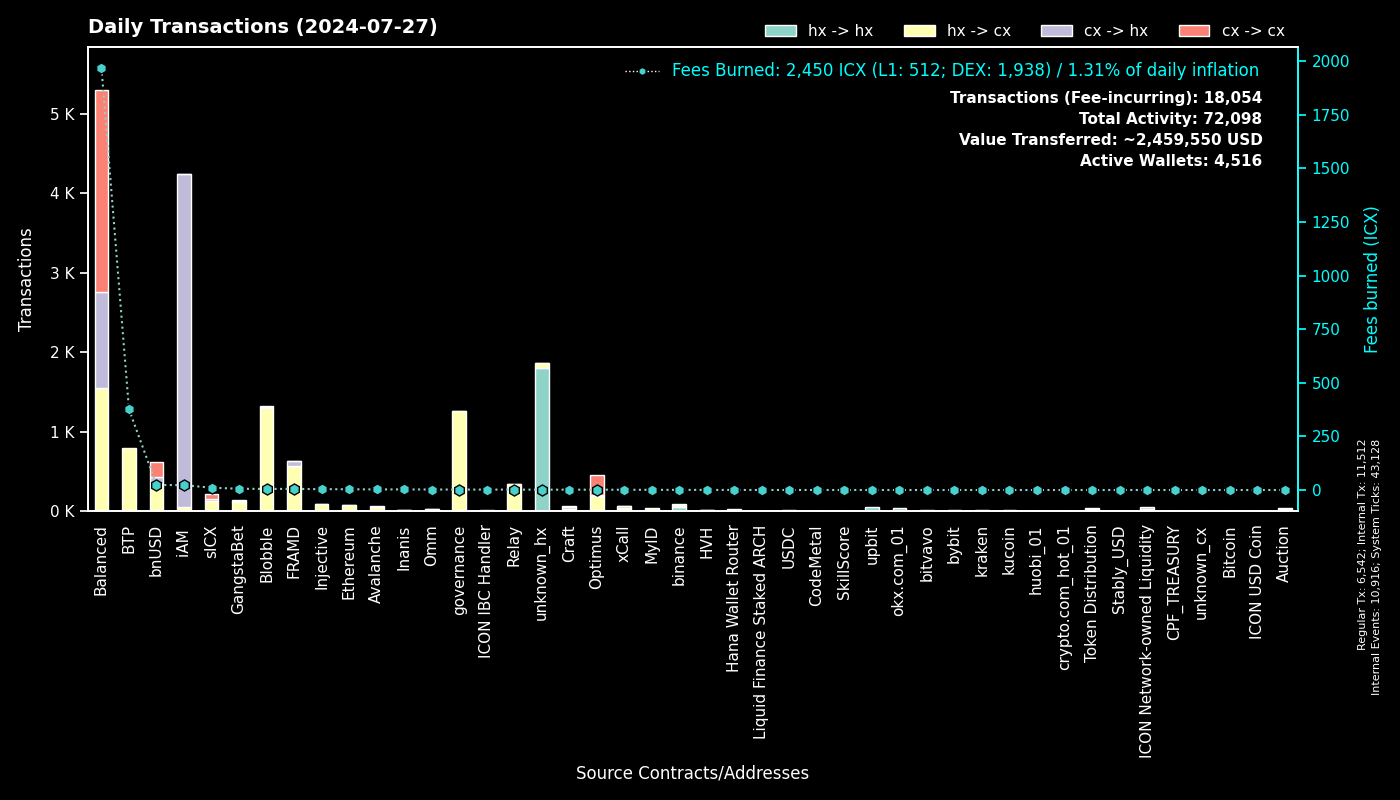 Daily Transactions (2024-07-27)
hx -> hx
hx -> cx
cx -> hx
cx -> cx
Fees Burned: 2,450 ICX (L1: 512; DEX: 1,938) / 1.31% of daily inflation
Transactions (Fee-incurring): 18,054
Total Activity: 72,098
Value Transferred: ~2,459,550 USD
Active Wallets: 4,516
Transactions
5 K
4 K
3 K
2 K
1 K
0 K
2000
1750
1500
1250
1000
750
500
250
0
Fees burned (ICX)
Regular Tx: 6,542; Internal Tx: 11,512
Internal Events: 10,916; System Ticks: 43,128
Balanced
BTP
bnUSD
IAM
sICX
GangstaBet
Blobble
FRAMD
Injective
Ethereum
Avalanche
Inanis
Omm
governance
ICON IBC Handler
Relay
unknown_hx
Craft
Optimus
xCall
MyID
binance
HVH
Hana Wallet Router
Liquid Finance Staked ARCH
USDC
CodeMetal
SkillScore
upbit
okx.com_01
bitvavo
bybit
kraken
kucoin
huobi_01
crypto.com_hot_01
Token Distribution
Stably_USD
ICON Network-owned Liquidity
CPF_TREASURY
unknown_cx
Bitcoin
ICON USD Coin
Auction
Source Contracts/Addresses